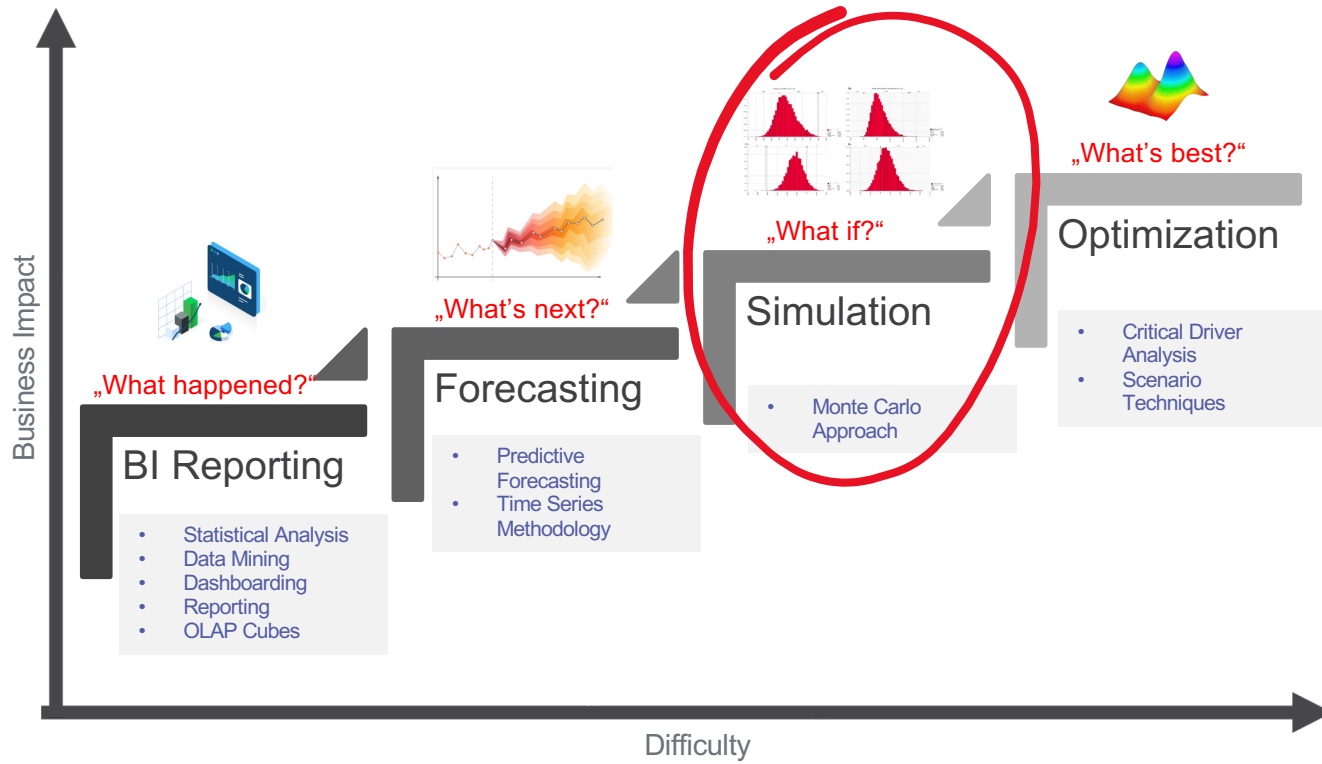 Business Impact
„What happened?“
BI Reporting
• Statistical Analysis
• Data Mining
• Dashboarding
• Reporting
• OLAP Cubes
„What's next?“
Forecasting
• Predictive
Forecasting
• Time Series
Methodology
„What if?“
Simulation
• Monte Carlo
Approach
„What's best?“
Optimization
• Critical Driver
Analysis
• Scenario
Techniques
Difficulty